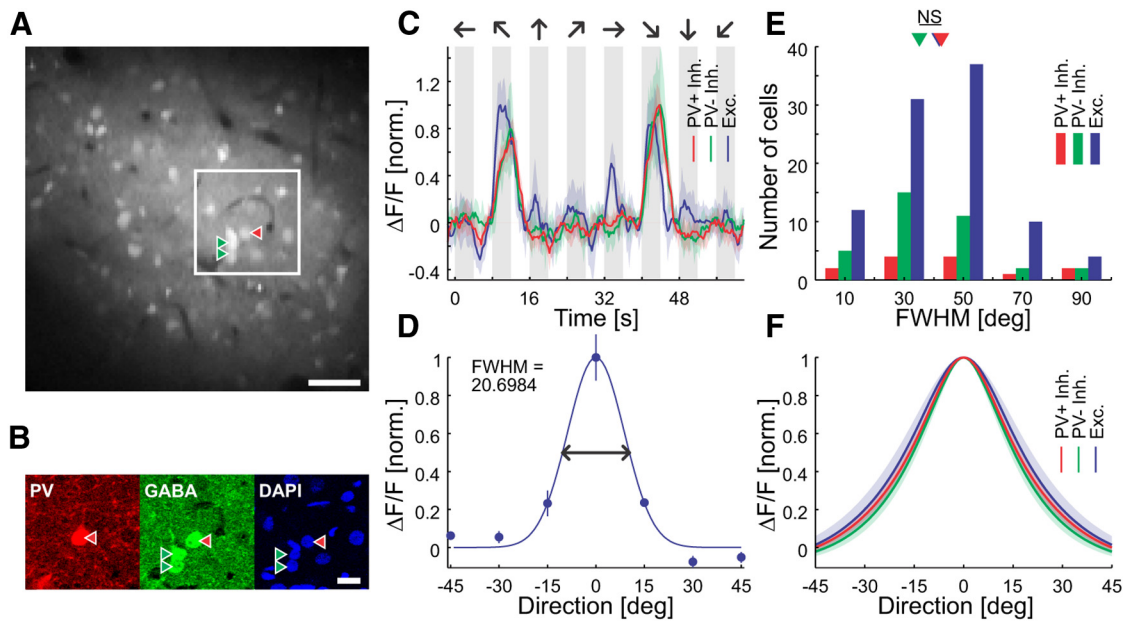 A
B
PV
GABA
DAPI
C
ΔF/F [norm.]
1.2
0.8
0.4
0
-0.4
0
16
32
48
Time [s]
PV+ Inh.
PV- Inh.
Exc.
D
FWHM =
20.6984
ΔF/F [norm.]
1
0.8
0.6
0.4
0.2
0
-45
-30
-15
0
15
30
45
Direction [deg]
E
NS
Number of cells
40
30
20
10
0
10
30
50
70
90
FWHM [deg]
PV+ Inh.
PV- Inh.
Exc.
F
ΔF/F [norm.]
1
0.8
0.6
0.4
0.2
0
-45
-30
-15
0
15
30
45
Direction [deg]
PV+ Inh.
PV- Inh.
Exc.